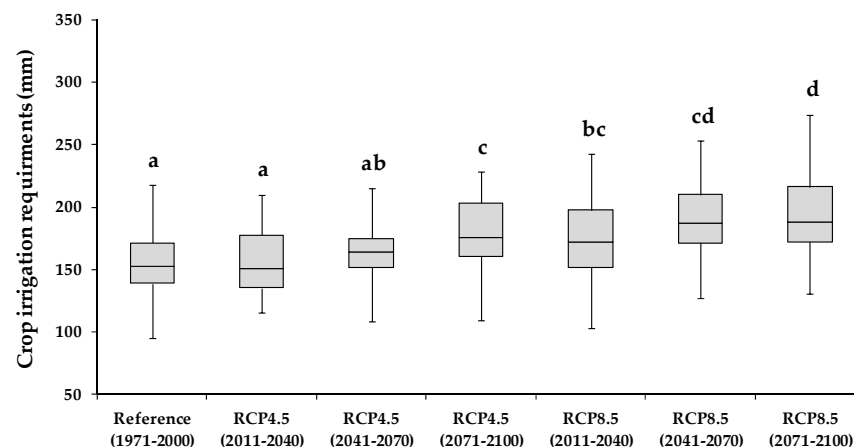 Crop irrigation requirments (mm)
350
300
250
200
150
100
50
a
a
ab
c
bc
cd
d
Reference
(1971-2000)
RCP4.5
(2011-2040)
RCP4.5
(2041-2070)
RCP4.5
(2071-2100)
RCP8.5
(2011-2040)
RCP8.5
(2041-2070)
RCP8.5
(2071-2100)